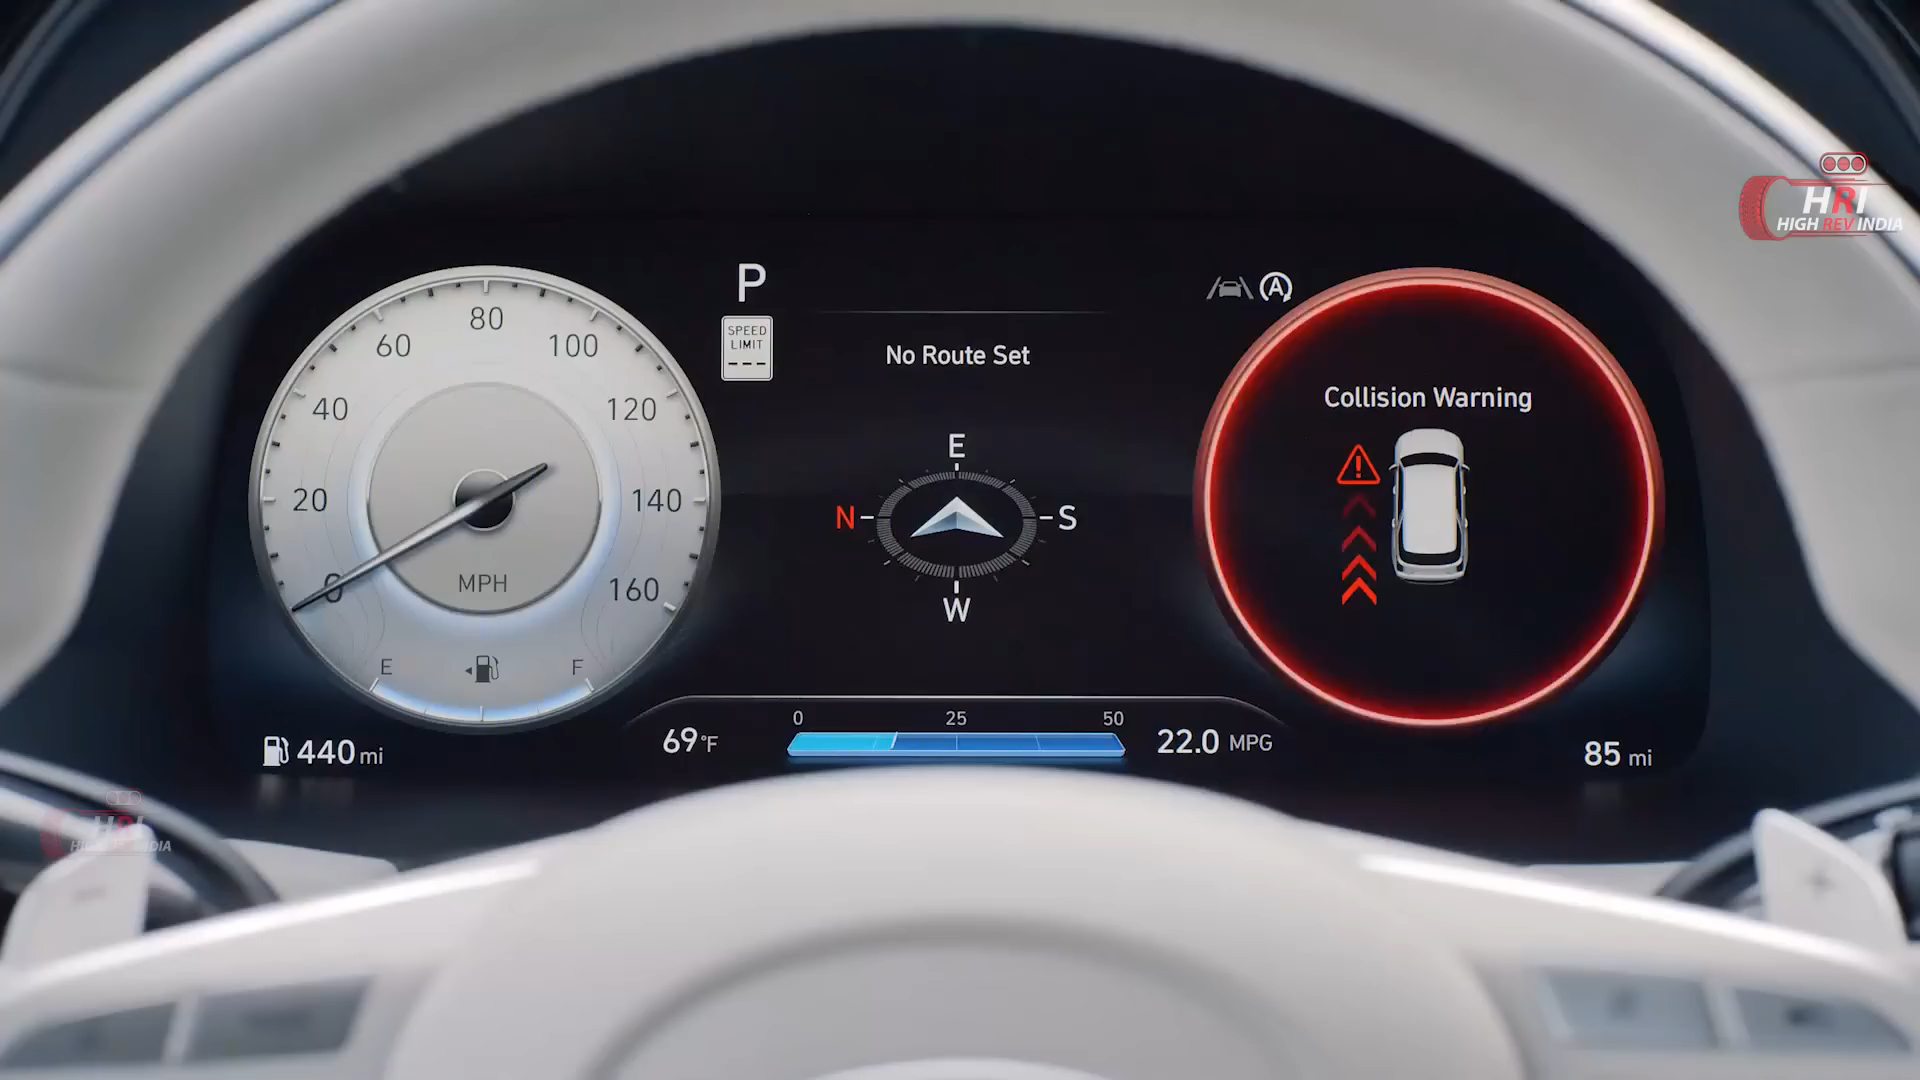 HRI
HIGH REV INDIA
P
SPEED
LIMIT
---
No Route Set
A
80
60
100
40
120
20
140
0
160
MPH
E
F
E
N
S
W
Collision Warning
0
25
50
440 mi
69°F
22.0 MPG
85 mi
HRI